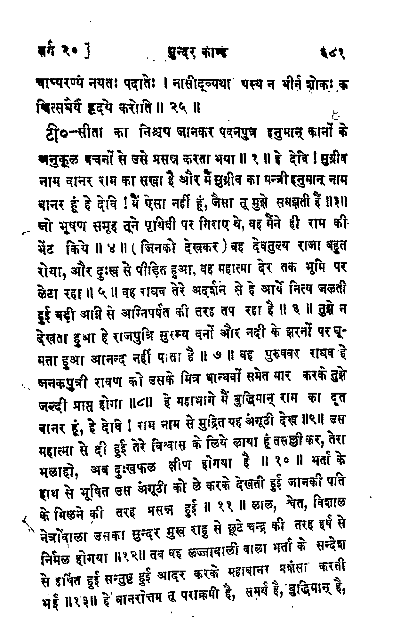 सर्ग २० ] सुन्दर काण्ड ६८१
वाप्यरण्यं नयतः पदातेः । नासीद्व्यथा यस्य न भीर्न शोकः क
चित्सधैर्यं हृदये करोति ॥ २५ ॥
टी०-सीता का निश्चय जानकर पवनपुत्र हनुमान् कानों के
अनुकूल वचनों से उसे प्रसन्न करता भया ॥ १ ॥ हे देवि ! सुग्रीव
नाम वानर राम का सखा है और मैं सुग्रीव का मन्त्री हनुमान् नाम
वानर हूं हे देवि ! मैं ऐसा नहीं हूं, जैसा तू मुझे समझती हैं ॥३॥
जो भूषण समूह तूने पृथिवी पर गिराए थे, वह मैंने ही राम की
भेंट किये ॥ ४ ॥ (जिनको देखकर) वह देवतुल्य राजा बहुत
रोया, और दुःख से पीड़ित हुआ, वह महात्मा देर तक भूमि पर
लेटा रहा ॥ ५ ॥ वह राघव तेरे अदर्शन से हे आर्ये नित्य जलती
हुई बड़ी आग्नि से अग्निपर्वत की तरह तप रहा है ॥ ६ ॥ तुझे न
देखता हुआ हे राजपुत्रि सुरम्य वनों और नदी के झरनों पर घू-
मता हुआ आनन्द नहीं पाता है ॥ ७ ॥ वह पुरुषवर राघव हे
जनकपुत्री रावण को उसके मित्र बान्धवों समेत मार करके तुझे
जल्दी प्राप्त होगा ॥८॥ हे महाभागे मैं बुद्धिमान् राम का दूत
वानर हूं, हे देवि ! राम नाम से मुद्रित यह अंगूठी देख ॥९॥ उस
महात्मा से दी हुई तेरे विश्वास के लिये लाया हूं तसल्ली कर, तेरा
भलाहो, अब दुःखफल क्षीण होगया है ॥ १० ॥ भर्ता के
हाथ से भूषित उस अंगूठी को ले करके देखती हुई जानकी पति
के मिलने की तरह प्रसन्न हुई ॥ ११ ॥ लाल, श्वेत, विशाल
नेत्रोंवाला उसका सुन्दर मुख राहु से छूटे चन्द्र की तरह हर्ष से
निर्मल होगया ॥१२॥ तब वह लज्जावाली वाला भर्ता के सन्देश
से हर्षित हुई सन्तुष्ट हुई आदर करके महावानर प्रशंसा करती
भई ॥१३॥ हे वानरोत्तम तू पराक्रमी है, समर्थ है, बुद्धिमान् है,